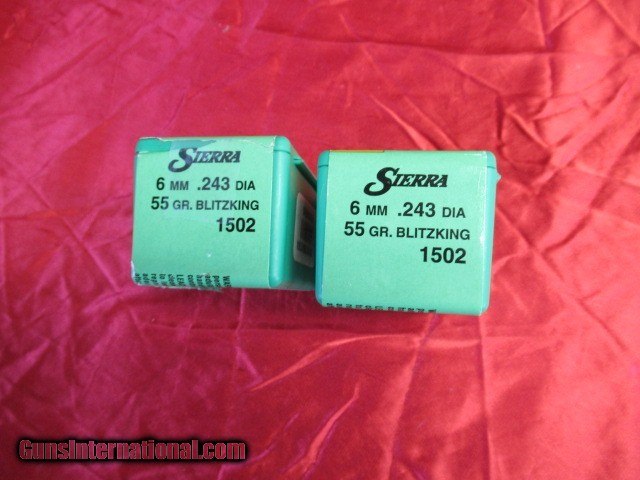 SIERRA
6 MM .243 DIA
55 GR. BLITZKING
1502
SIERRA
6 MM .243 DIA
55 GR. BLITZKING
1502
GunsInternational.com